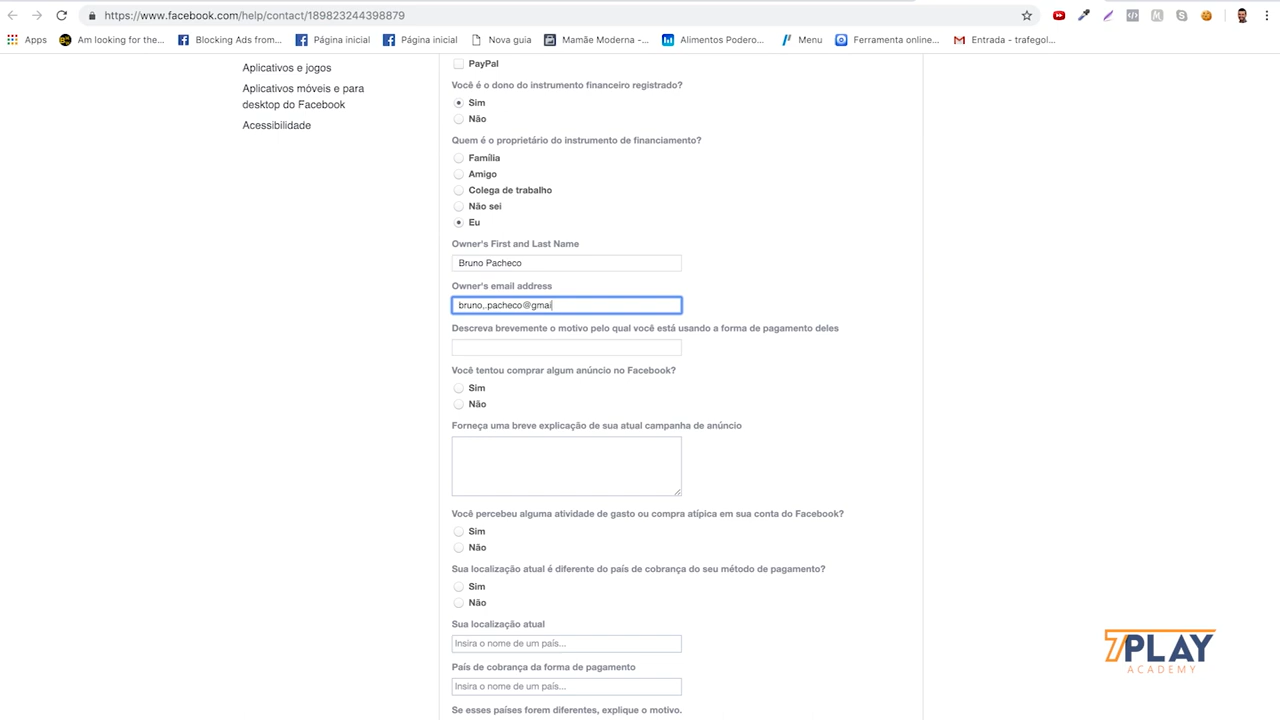 https://www.facebook.com/help/contact/189823244398879
Apps Am looking for the... Blocking Ads from... Página inicial Página inicial Nova guia Mamãe Moderna -... Alimentos Podero... Menu Ferramenta online... Entrada - trafegol...
Aplicativos e jogos
Aplicativos móveis e para
desktop do Facebook
Acessibilidade
PayPal
Você é o dono do instrumento financeiro registrado?
Sim
Não
Quem é o proprietário do instrumento de financiamento?
Família
Amigo
Colega de trabalho
Não sei
Eu
Owner's First and Last Name
Bruno Pacheco
Owner's email address
bruno,.pacheco@gmai
Descreva brevemente o motivo pelo qual você está usando a forma de pagamento deles
Você tentou comprar algum anúncio no Facebook?
Sim
Não
Forneça uma breve explicação de sua atual campanha de anúncio
Você percebeu alguma atividade de gasto ou compra atípica em sua conta do Facebook?
Sim
Não
Sua localização atual é diferente do país de cobrança do seu método de pagamento?
Sim
Não
Sua localização atual
Insira o nome de um país...
País de cobrança da forma de pagamento
Insira o nome de um país...
Se esses países forem diferentes, explique o motivo.
7PLAY
ACADEMY